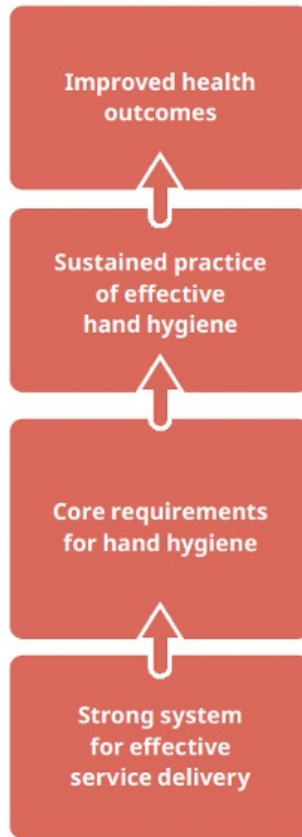 Improved health
outcomes
Sustained practice
of effective
hand hygiene
Core requirements
for hand hygiene
Strong system
for effective
service delivery